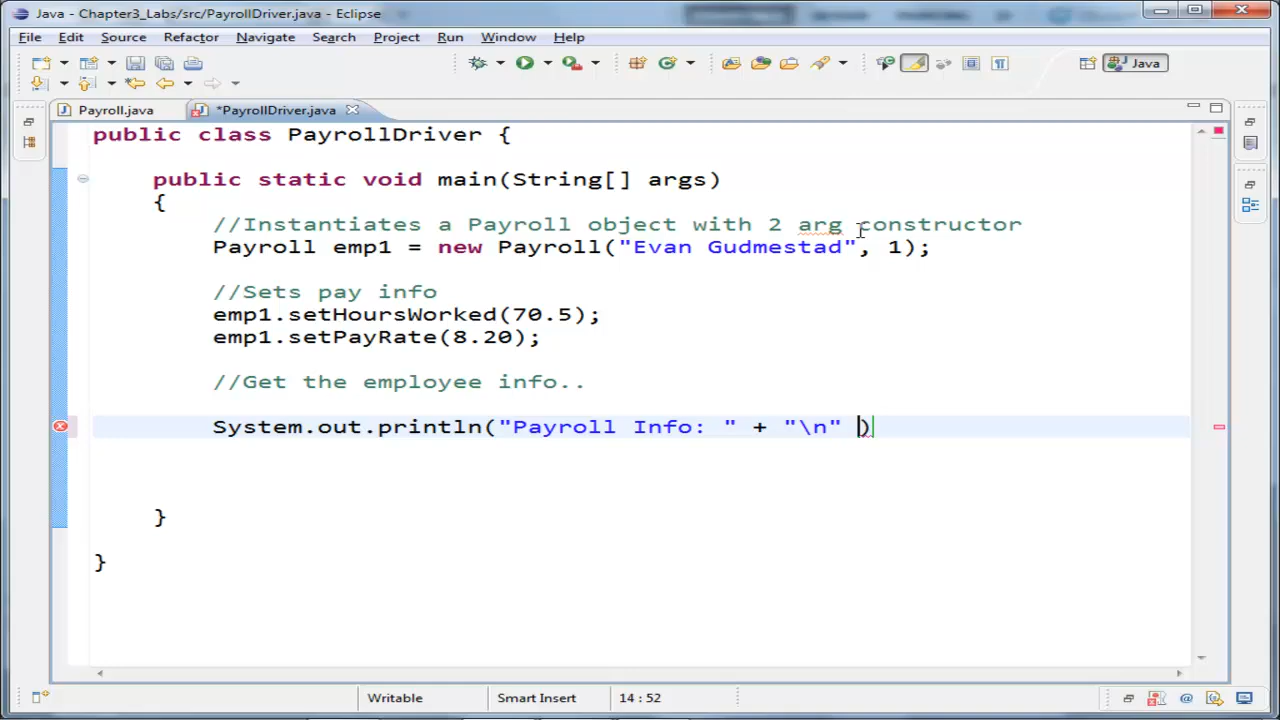 Java - Chapter3_Labs/src/PayrollDriver.java - Eclipse
File Edit Source Refactor Navigate Search Project Run Window Help
Java
Payroll.java *PayrollDriver.java
public class PayrollDriver {
public static void main(String[] args)
{
//Instantiates a Payroll object with 2 arg constructor
Payroll emp1 = new Payroll("Evan Gudmestad", 1);
//Sets pay info
emp1.setHoursWorked(70.5);
emp1.setPayRate(8.20);
//Get the employee info..
System.out.println("Payroll Info: " + "\n" )
}
}
Writable Smart Insert 14 : 52